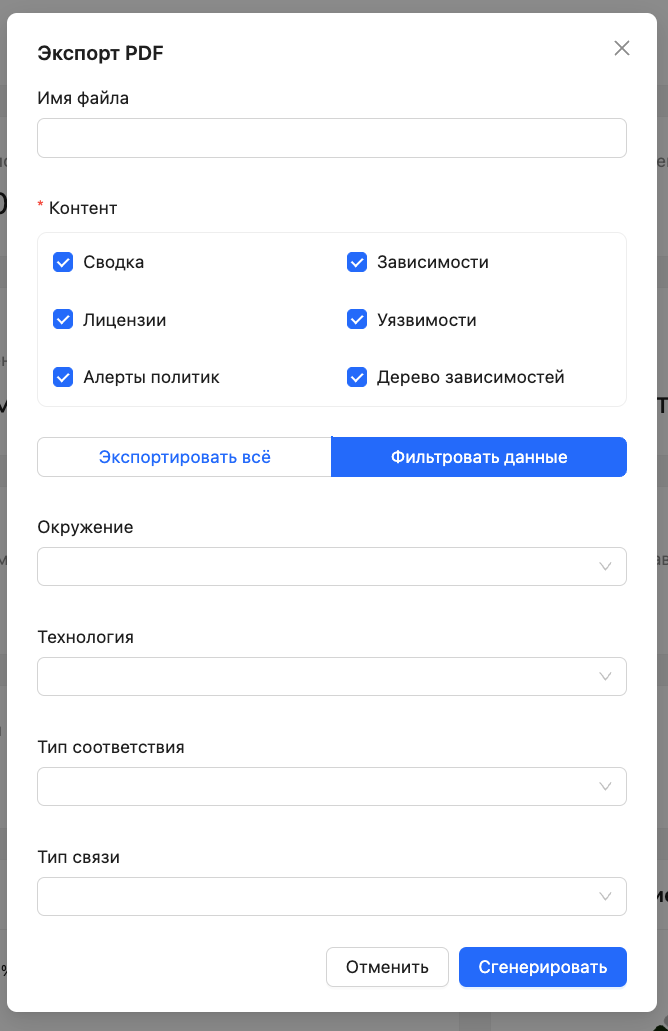 Экспорт PDF
Имя файла
* Контент
Сводка
Зависимости
Лицензии
Уязвимости
Алерты политик
Дерево зависимостей
Экспортировать всё
Фильтровать данные
Окружение
Технология
Тип соответствия
Тип связи
Отменить
Сгенерировать